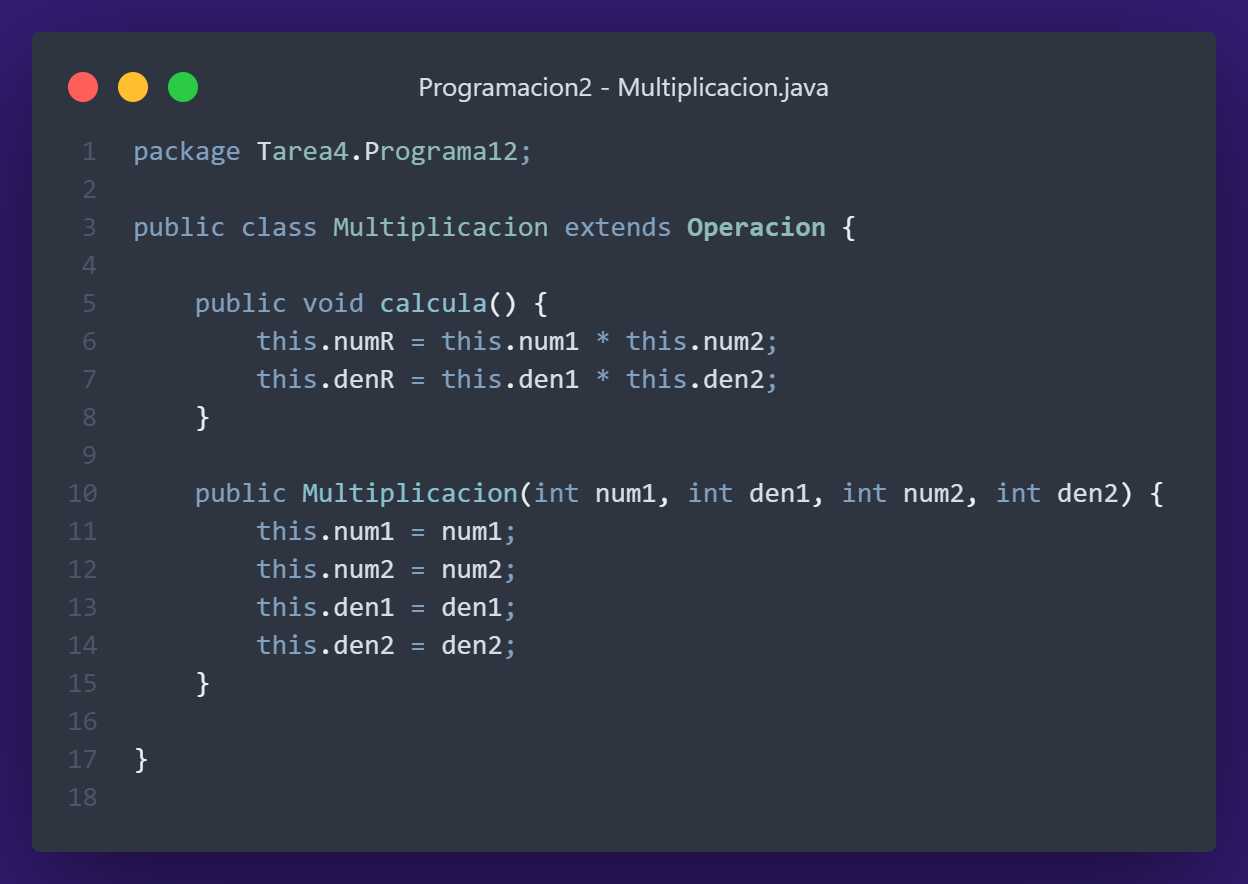 Programacion2 - Multiplicacion.java
1 package Tarea4.Programa12;
2
3 public class Multiplicacion extends Operacion {
4
5     public void calcula() {
6         this.numR = this.num1 * this.num2;
7         this.denR = this.den1 * this.den2;
8     }
9
10     public Multiplicacion(int num1, int den1, int num2, int den2) {
11         this.num1 = num1;
12         this.num2 = num2;
13         this.den1 = den1;
14         this.den2 = den2;
15     }
16
17 }
18